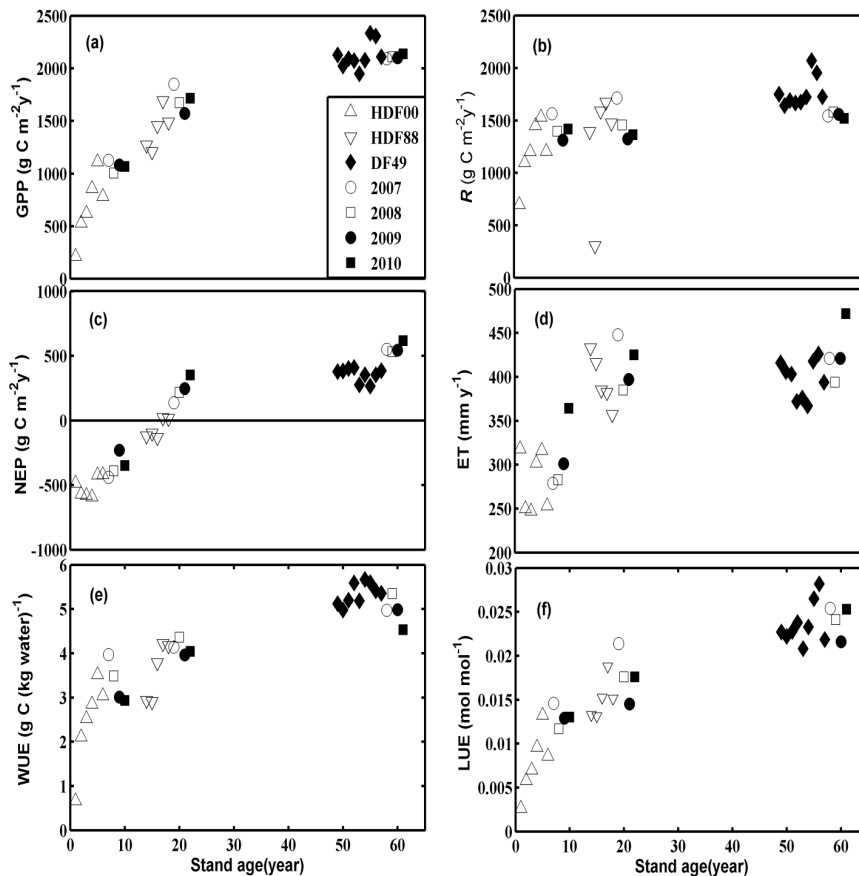 (a)
GPP (g C m⁻²y⁻¹)
2500
2000
1500
1000
500
0
HDF00
HDF88
DF49
2007
2008
2009
2010
(b)
R (g C m⁻²y⁻¹)
2500
2000
1500
1000
500
0
(c)
NEP (g C m⁻²y⁻¹)
1000
500
0
-500
-1000
(d)
ET (mm y⁻¹)
500
450
400
350
300
250
200
(e)
WUE (g C (kg water)⁻¹)
6
5
4
3
2
1
0
0 10 20 30 40 50 60
Stand age(year)
(f)
LUE (mol mol⁻¹)
0.03
0.025
0.02
0.015
0.01
0.005
0
0 10 20 30 40 50 60
Stand age(year)